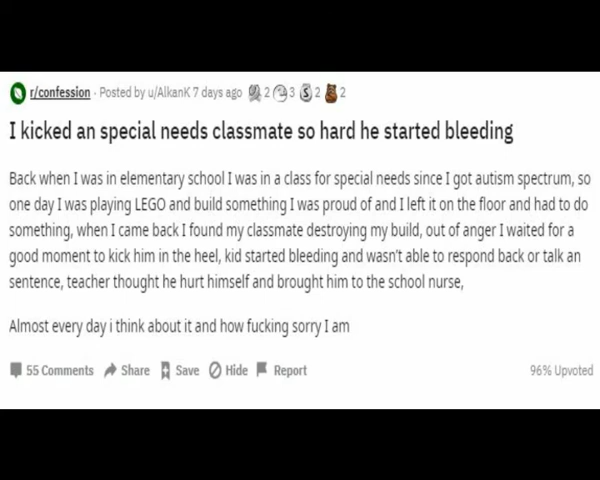 r/confession · Posted by u/AlkanK 7 days ago 2 3 S 2 2
I kicked an special needs classmate so hard he started bleeding
Back when I was in elementary school I was in a class for special needs since I got autism spectrum, so
one day I was playing LEGO and build something I was proud of and I left it on the floor and had to do
something, when I came back I found my classmate destroying my build, out of anger I waited for a
good moment to kick him in the heel, kid started bleeding and wasn't able to respond back or talk an
sentence, teacher thought he hurt himself and brought him to the school nurse,
Almost every day i think about it and how fucking sorry I am
55 Comments Share Save Hide Report 96% Upvoted